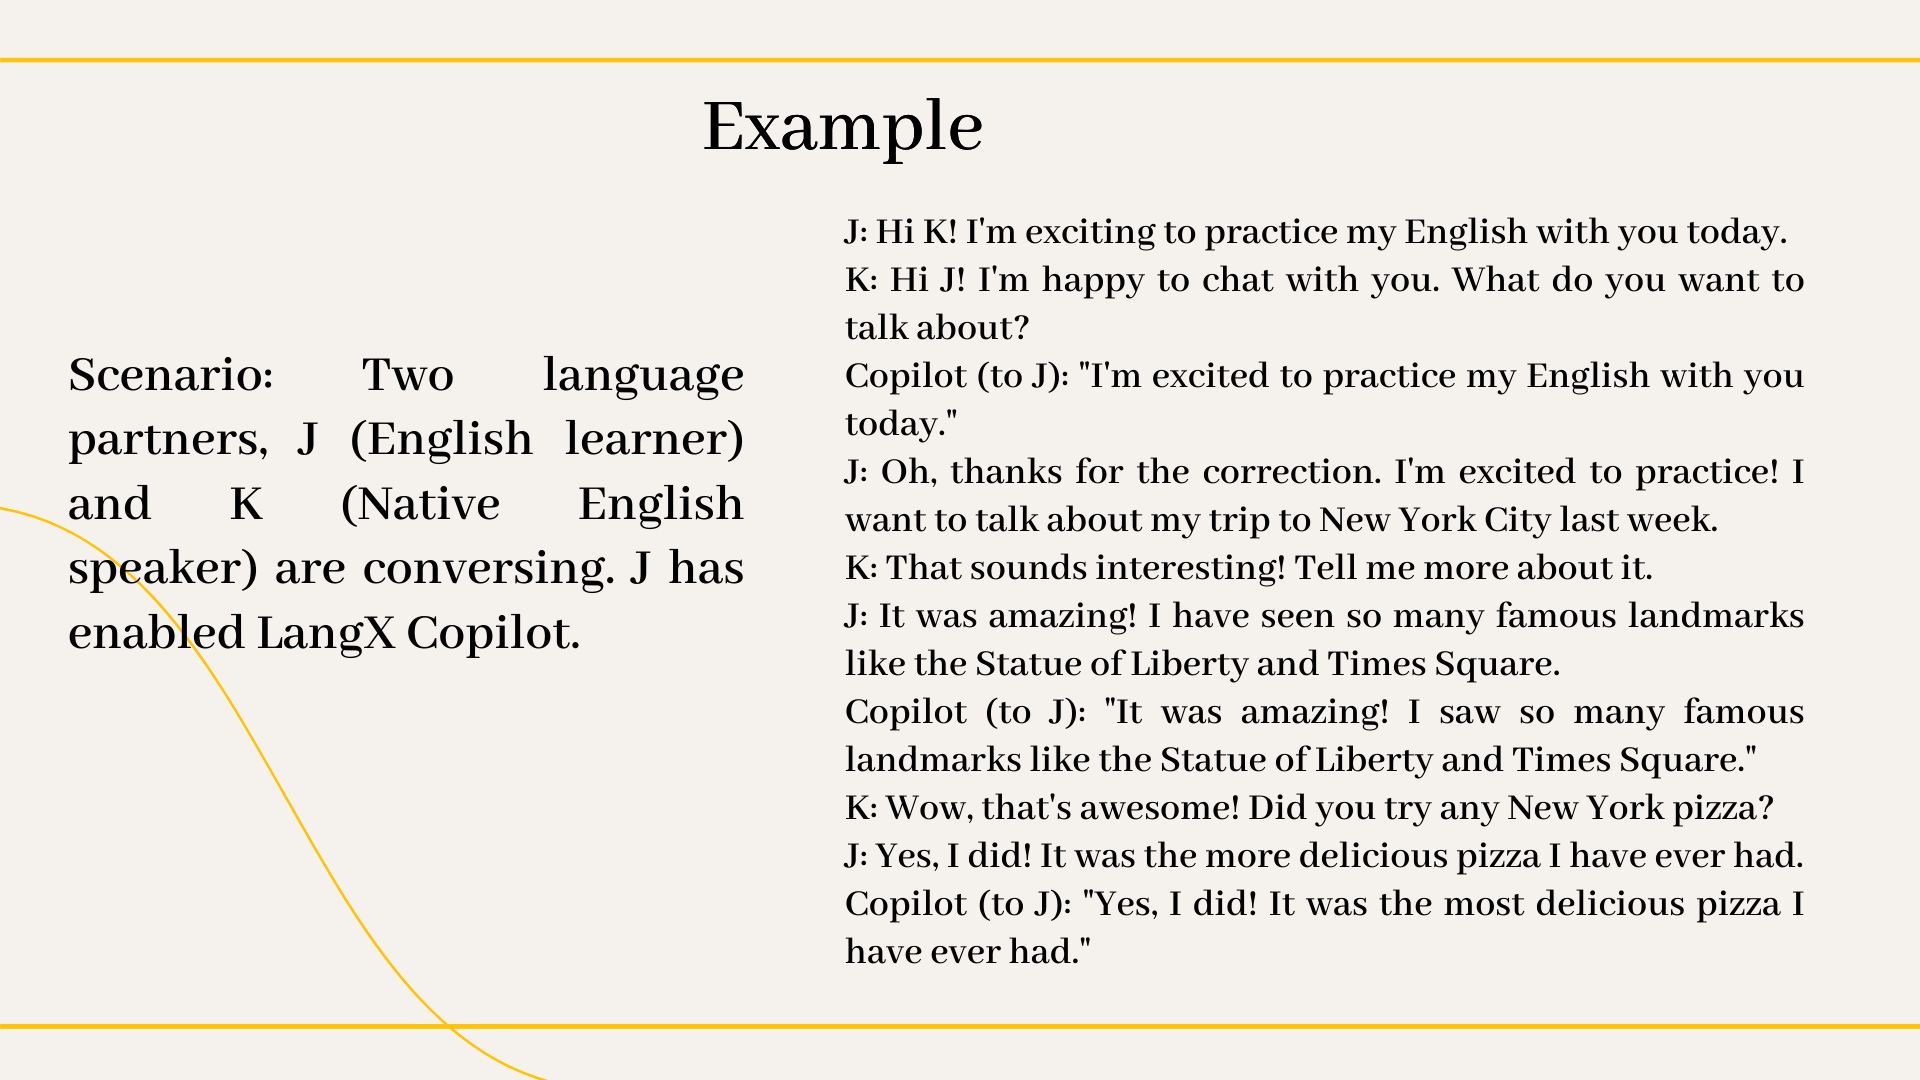 Example
Scenario: Two language
partners, J (English learner)
and K (Native English
speaker) are conversing. J has
enabled LangX Copilot.
J: Hi K! I'm exciting to practice my English with you today.
K: Hi J! I'm happy to chat with you. What do you want to
talk about?
Copilot (to J): "I'm excited to practice my English with you
today."
J: Oh, thanks for the correction. I'm excited to practice! I
want to talk about my trip to New York City last week.
K: That sounds interesting! Tell me more about it.
J: It was amazing! I have seen so many famous landmarks
like the Statue of Liberty and Times Square.
Copilot (to J): "It was amazing! I saw so many famous
landmarks like the Statue of Liberty and Times Square."
K: Wow, that's awesome! Did you try any New York pizza?
J: Yes, I did! It was the more delicious pizza I have ever had.
Copilot (to J): "Yes, I did! It was the most delicious pizza I
have ever had."